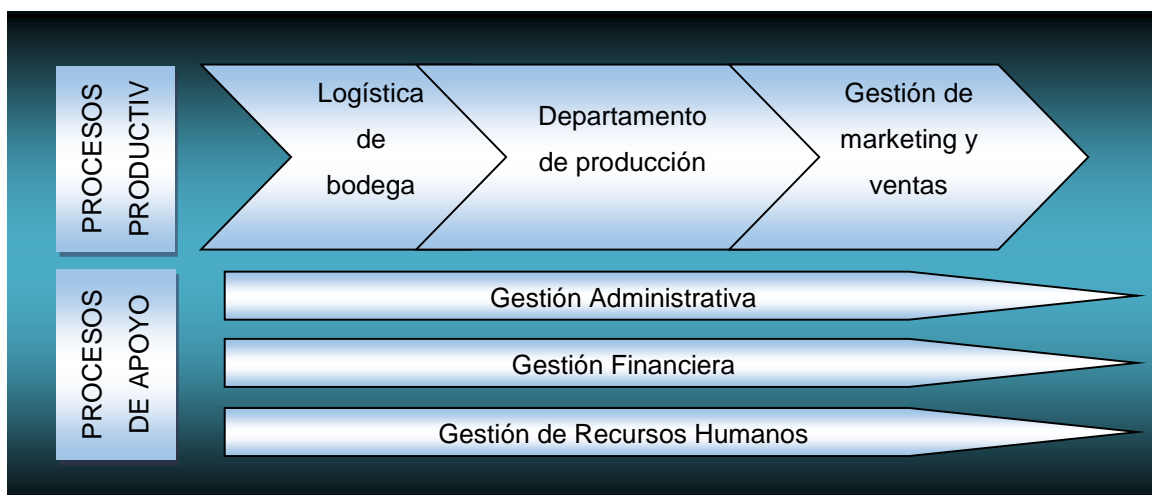 PROCESOS
PRODUCTIV
Logística
de
bodega
Departamento
de producción
Gestión de
marketing y
ventas
PROCESOS
DE APOYO
Gestión Administrativa
Gestión Financiera
Gestión de Recursos Humanos